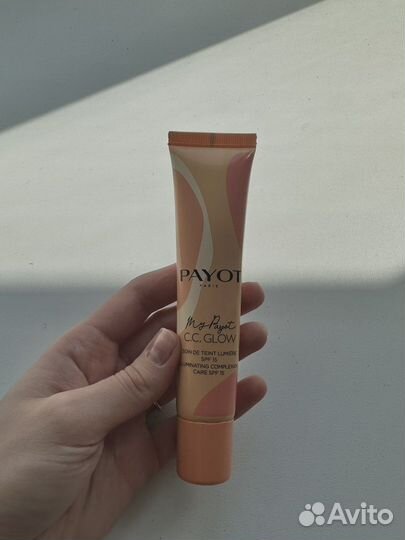 PAYOT
PARIS
My Payot
C.C. GLOW
SOIN DE TEINT LUMIÈRE
SPF 15
ILLUMINATING COMPLEXION
CARE SPF 15
Avito